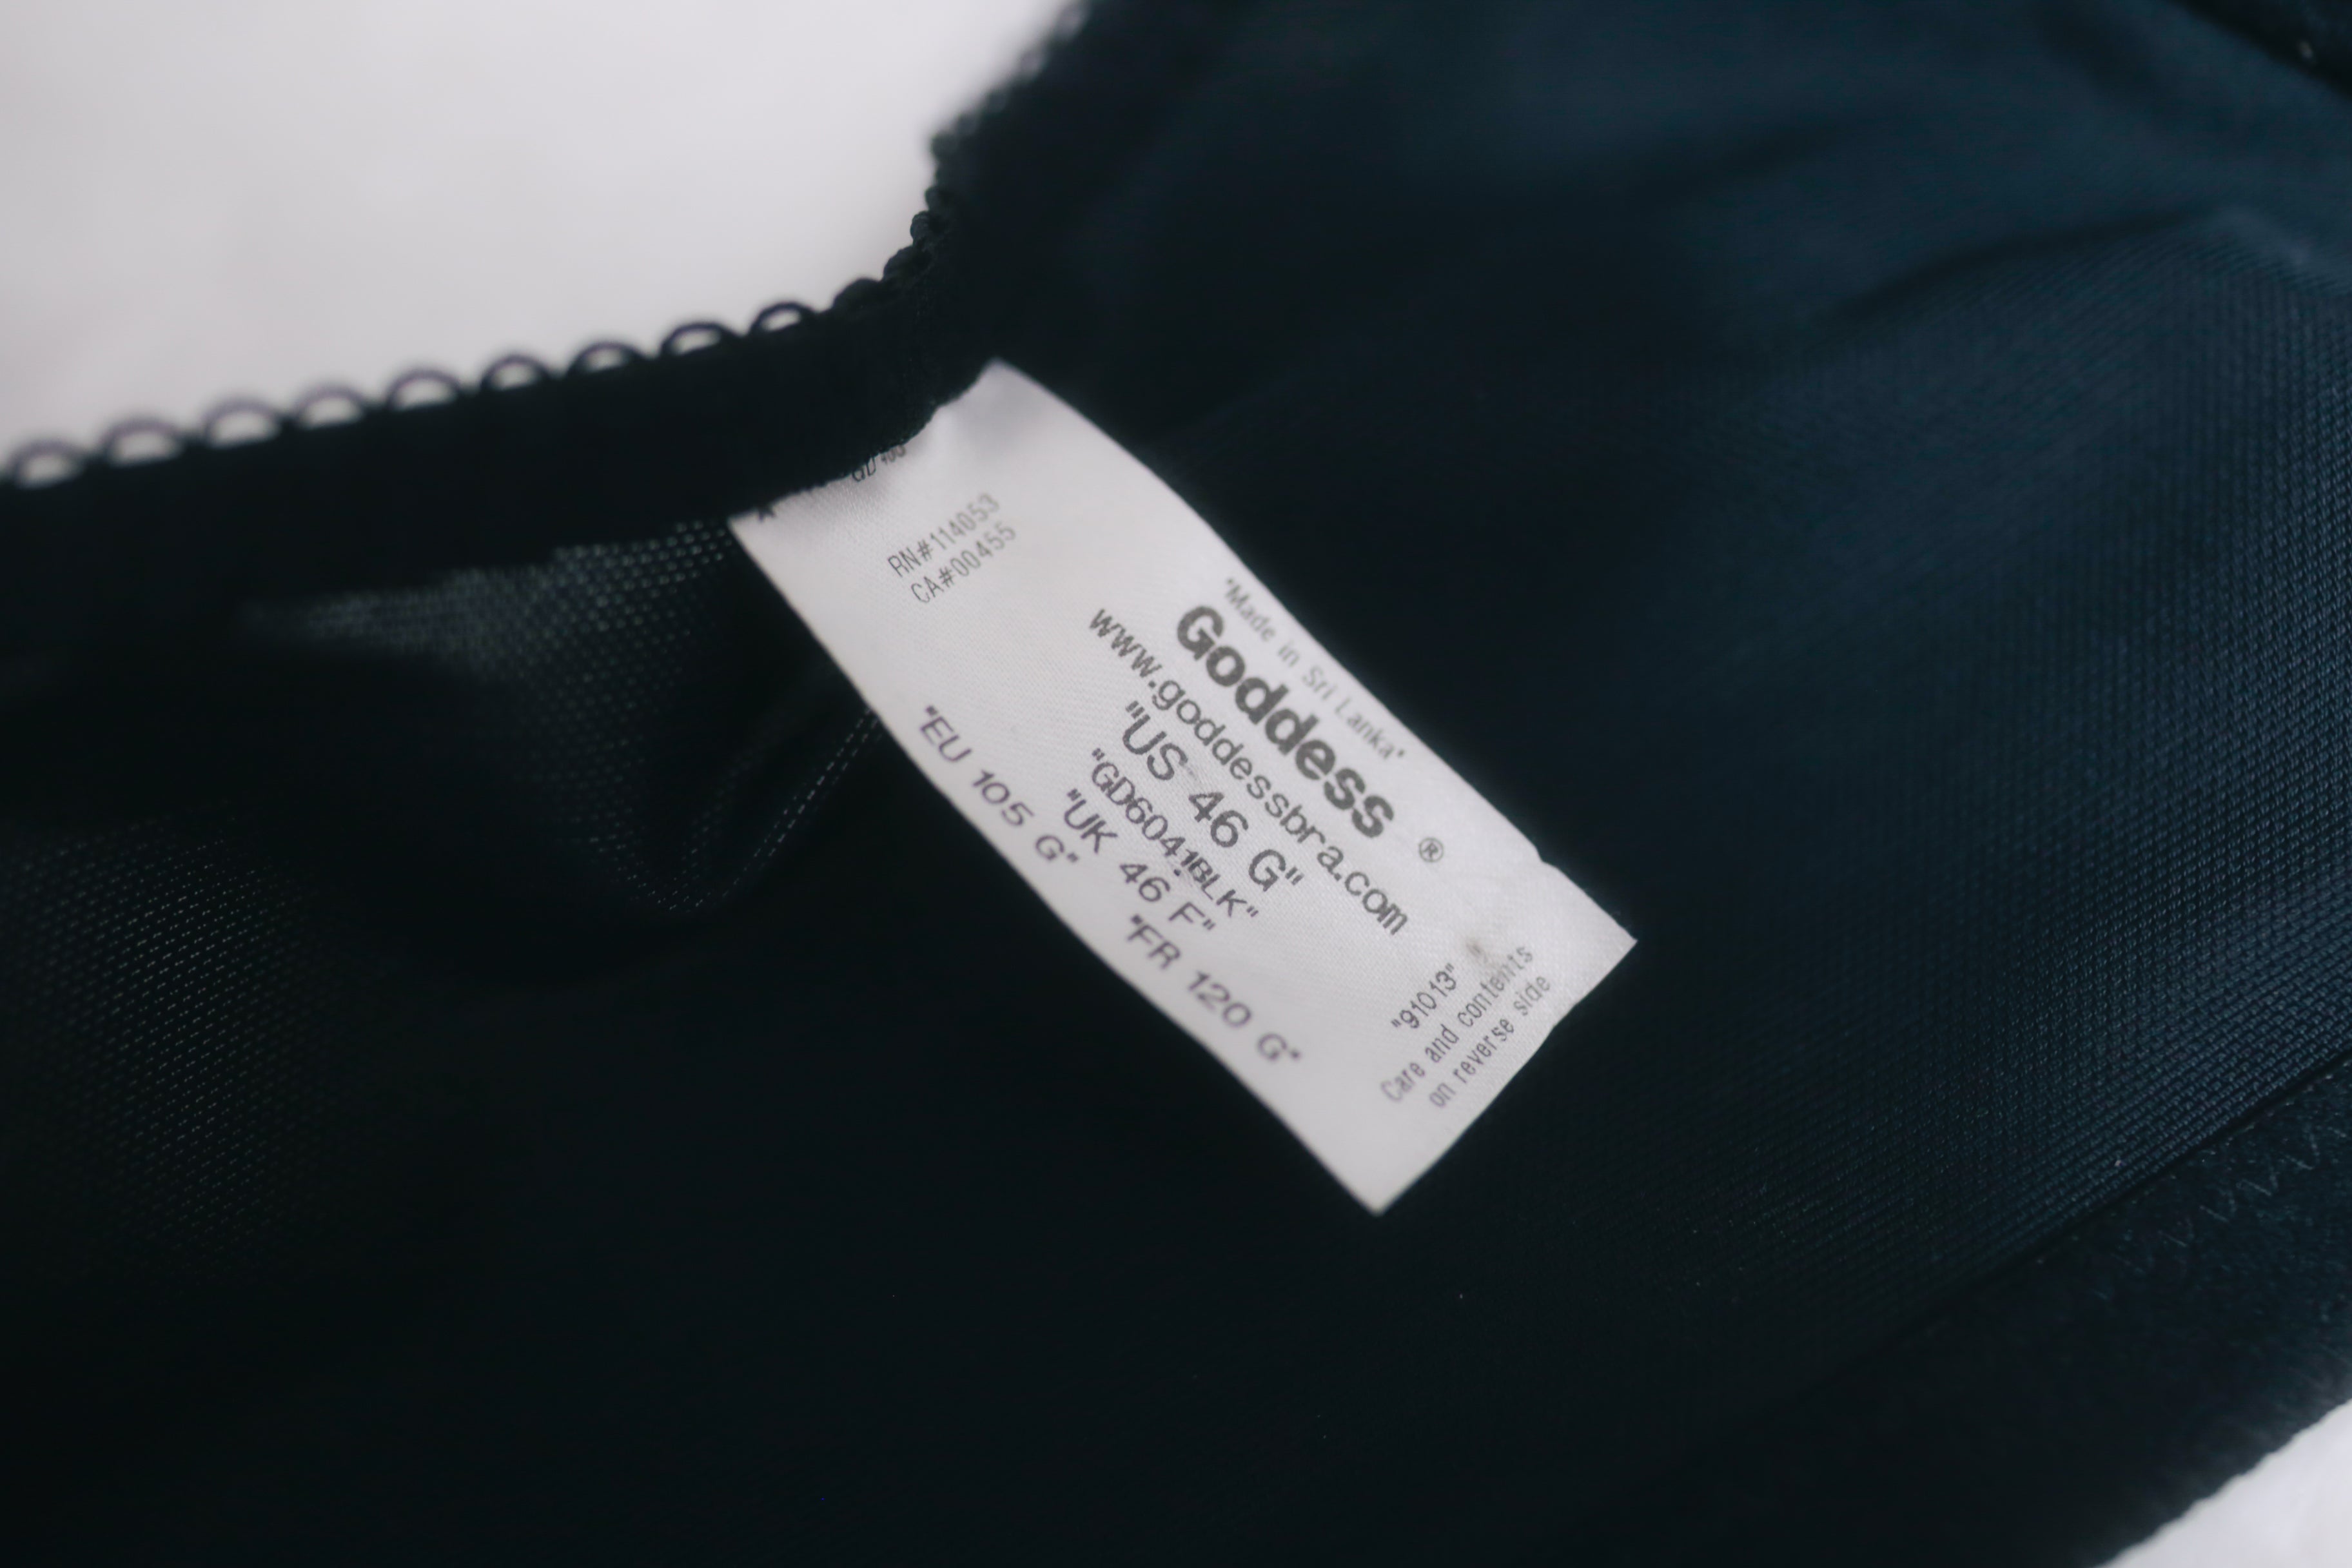 RN#114053
CA#00455
"Made in Sri Lanka"
Goddess ®
www.goddessbra.com
"US 46 G"
"GD6041BLK"
"UK 46 F"
"EU 105 G"
"FR 120 G"
"91013"
Care and contents
on reverse side